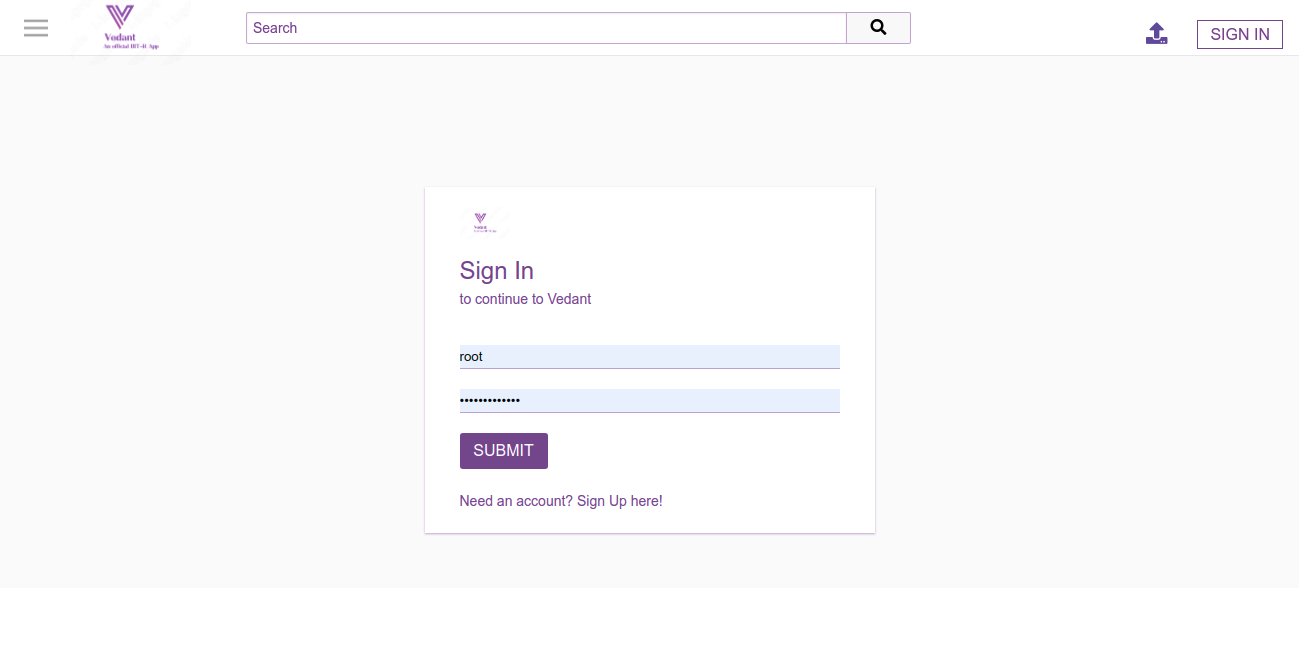 Vedant
An official IIIT-R App
Search
SIGN IN
Vedant
Sign In
to continue to Vedant
root
•••••••••••••
SUBMIT
Need an account? Sign Up here!